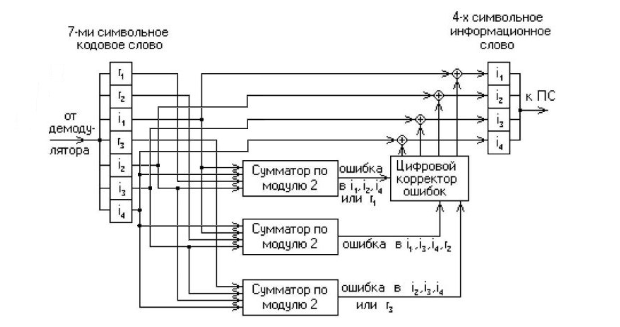 7-ми символьное
кодовое слово
4-х символьное
информационное
слово
r₁
r₂
i₁
r₃
i₂
i₃
i₄
от
демоду-
лятора
i₁
i₂
i₃
i₄
к ПС
Сумматор по
модулю 2
ошибка
в i₁,i₂,i₄
или r₁
Цифровой
корректор
ошибок
Сумматор по
модулю 2
ошибка в i₁,i₃,i₄,r₂
Сумматор по
модулю 2
ошибка в i₂,i₃,i₄
или r₃